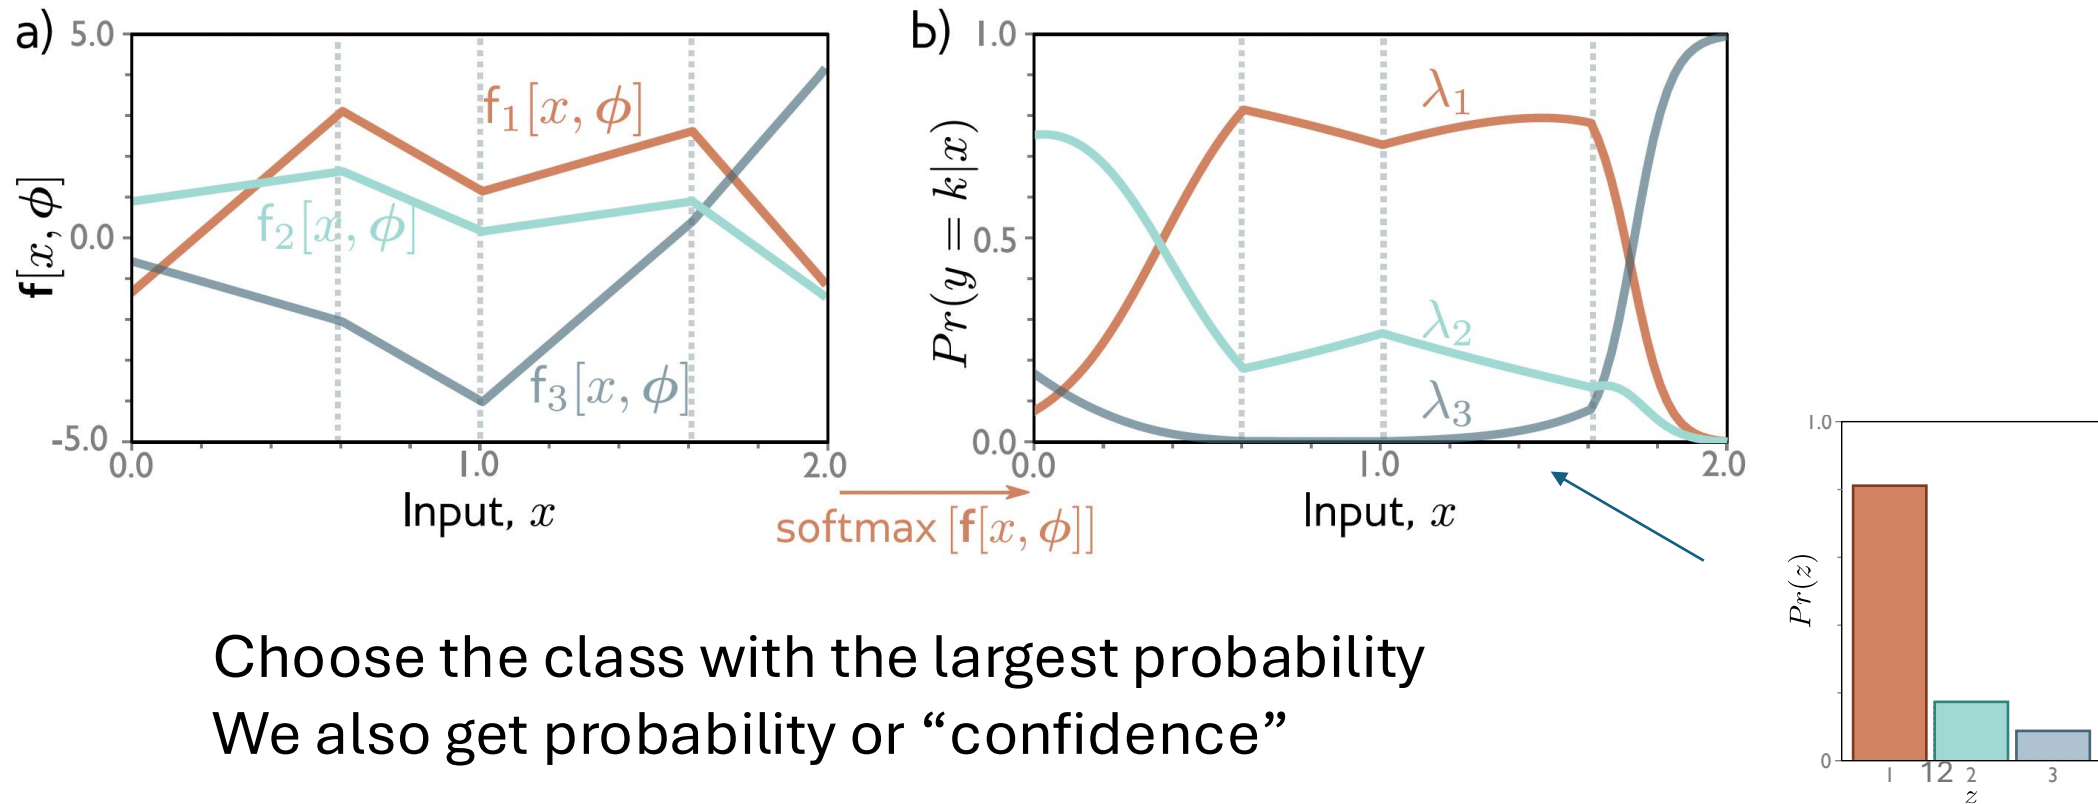 a)
5.0
0.0
-5.0
f[x, ϕ]
f₁[x, ϕ]
f₂[x, ϕ]
f₃[x, ϕ]
0.0 1.0 2.0
Input, x
softmax [f[x, ϕ]]
b)
1.0
0.5
0.0
Pr(y = k|x)
λ₁
λ₂
λ₃
0.0 1.0 2.0
Input, x
1.0
0
Pr(z)
1 2 3
z
Choose the class with the largest probability
We also get probability or “confidence”
12